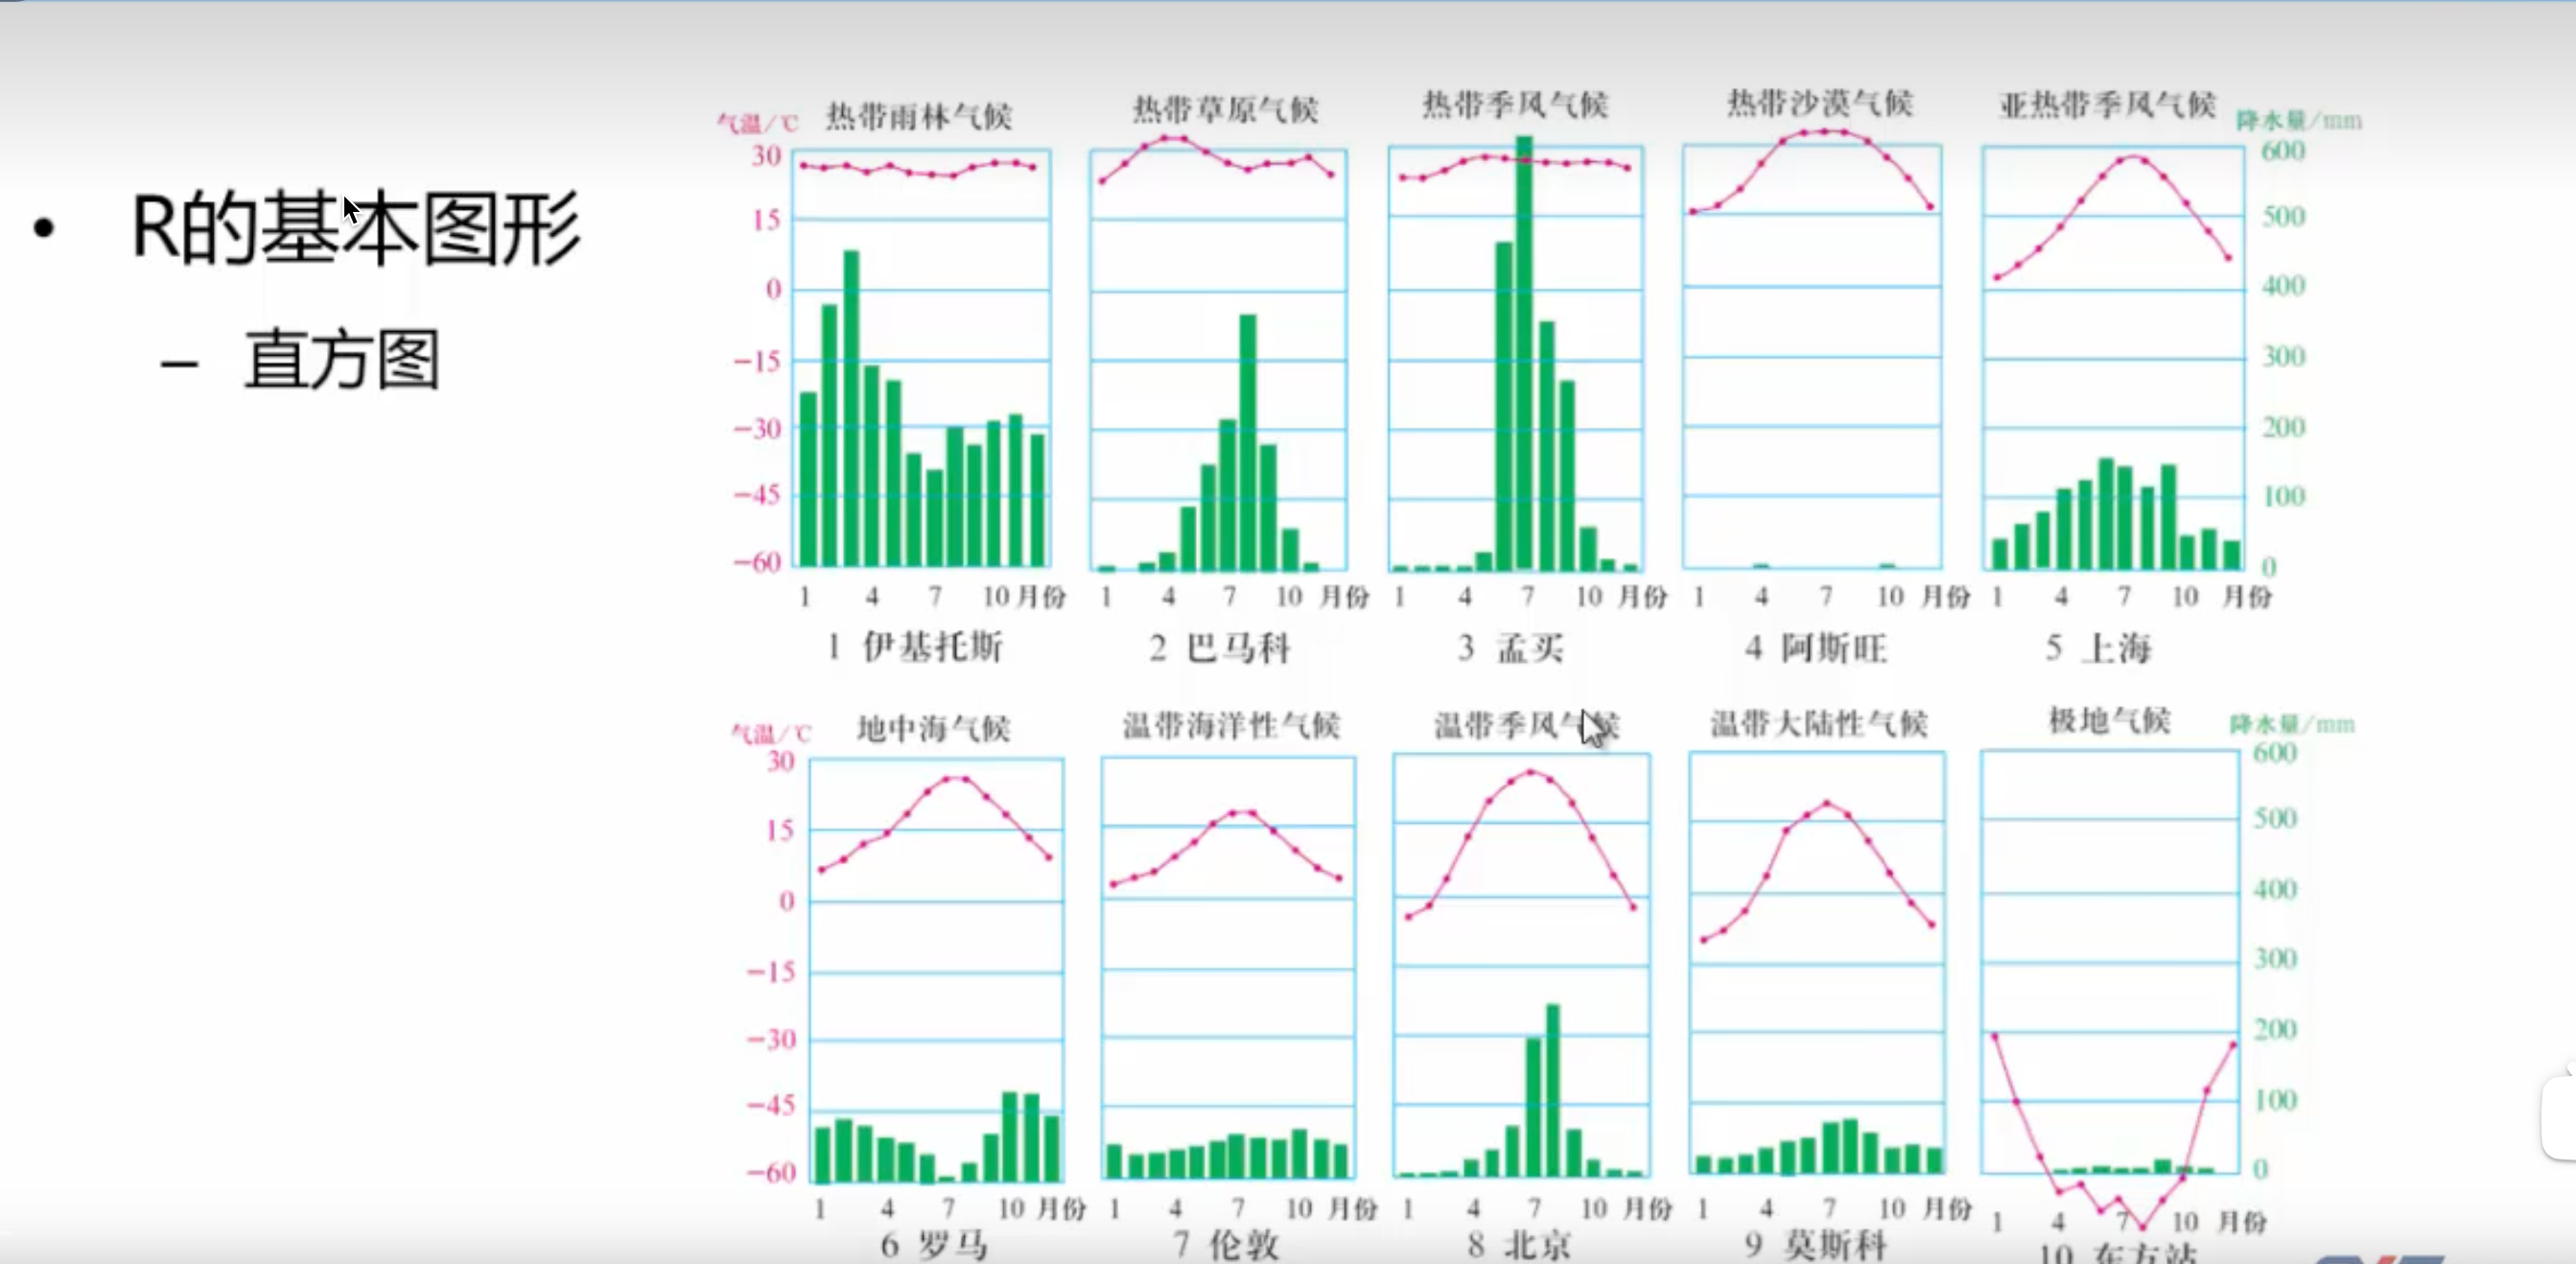 • R的基本图形
– 直方图
气温/℃ 热带雨林气候 热带草原气候 热带季风气候 热带沙漠气候 亚热带季风气候 降水量/mm
30 600
15 500
0 400
−15 300
−30 200
−45 100
−60 0
1 4 7 10 月份 1 4 7 10 月份 1 4 7 10 月份 1 4 7 10 月份 1 4 7 10 月份
1 伊基托斯 2 巴马科 3 孟买 4 阿斯旺 5 上海
气温/℃ 地中海气候 温带海洋性气候 温带季风气候 温带大陆性气候 极地气候 降水量/mm
30 600
15 500
0 400
−15 300
−30 200
−45 100
−60 0
1 4 7 10 月份 1 4 7 10 月份 1 4 7 10 月份 1 4 7 10 月份 1 4 7 10 月份
6 罗马 7 伦敦 8 北京 9 莫斯科 10 东方站